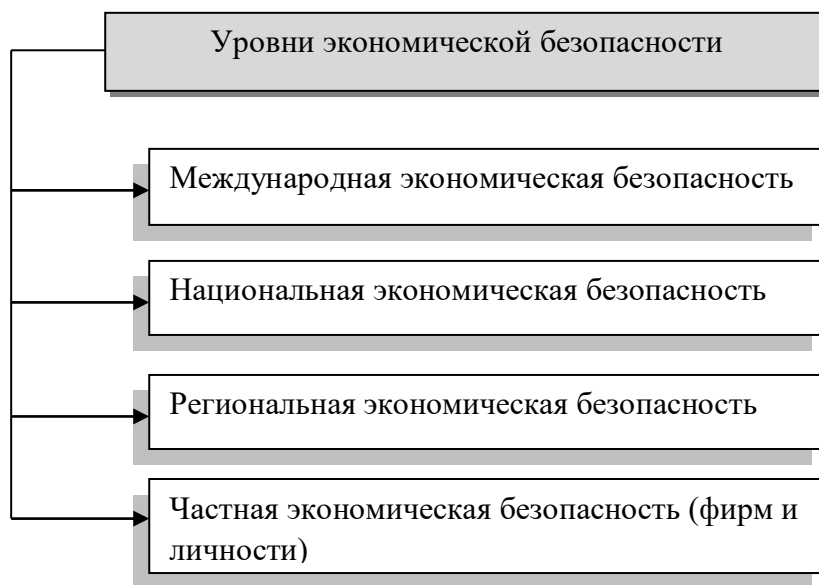 Уровни экономической безопасности
Международная экономическая безопасность
Национальная экономическая безопасность
Региональная экономическая безопасность
Частная экономическая безопасность (фирм и
личности)